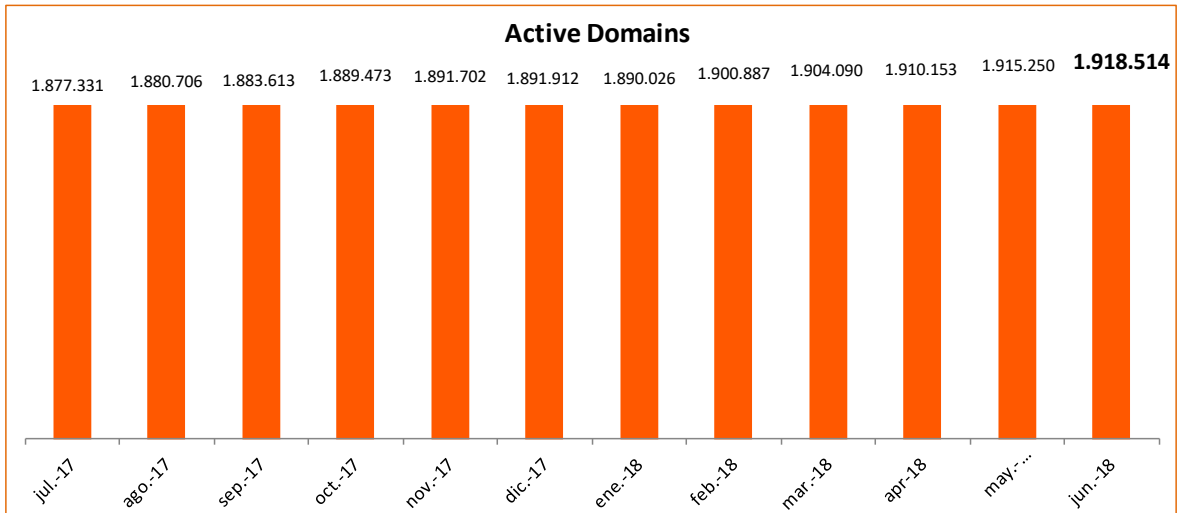 Active Domains
1.877.331 1.880.706 1.883.613 1.889.473 1.891.702 1.891.912 1.890.026 1.900.887 1.904.090 1.910.153 1.915.250 1.918.514
jul.-17 ago.-17 sep.-17 oct.-17 nov.-17 dic.-17 ene.-18 feb.-18 mar.-18 apr-18 may.-... jun.-18